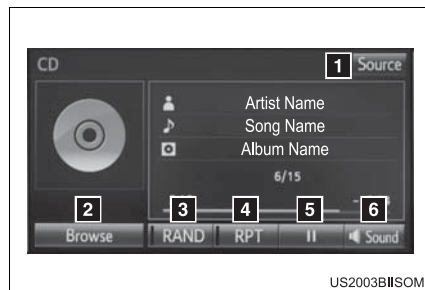 CD
1 Source
Artist Name
Song Name
Album Name
6/15
2 3 4 5 6
Browse RAND RPT Sound
US2003BIISOM